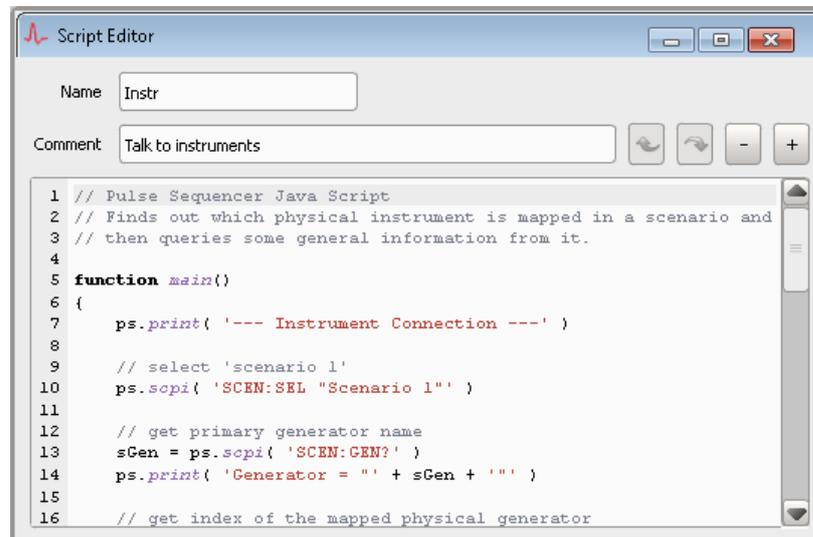 Script Editor
Name Instr
Comment Talk to instruments - +
1 // Pulse Sequencer Java Script
2 // Finds out which physical instrument is mapped in a scenario and
3 // then queries some general information from it.
4
5 function main()
6 {
7 ps.print( '--- Instrument Connection ---' )
8
9 // select 'scenario 1'
10 ps.scpi( 'SCEN:SEL "Scenario 1"' )
11
12 // get primary generator name
13 sGen = ps.scpi( 'SCEN:GEN?' )
14 ps.print( 'Generator = "' + sGen + '"' )
15
16 // get index of the mapped physical generator